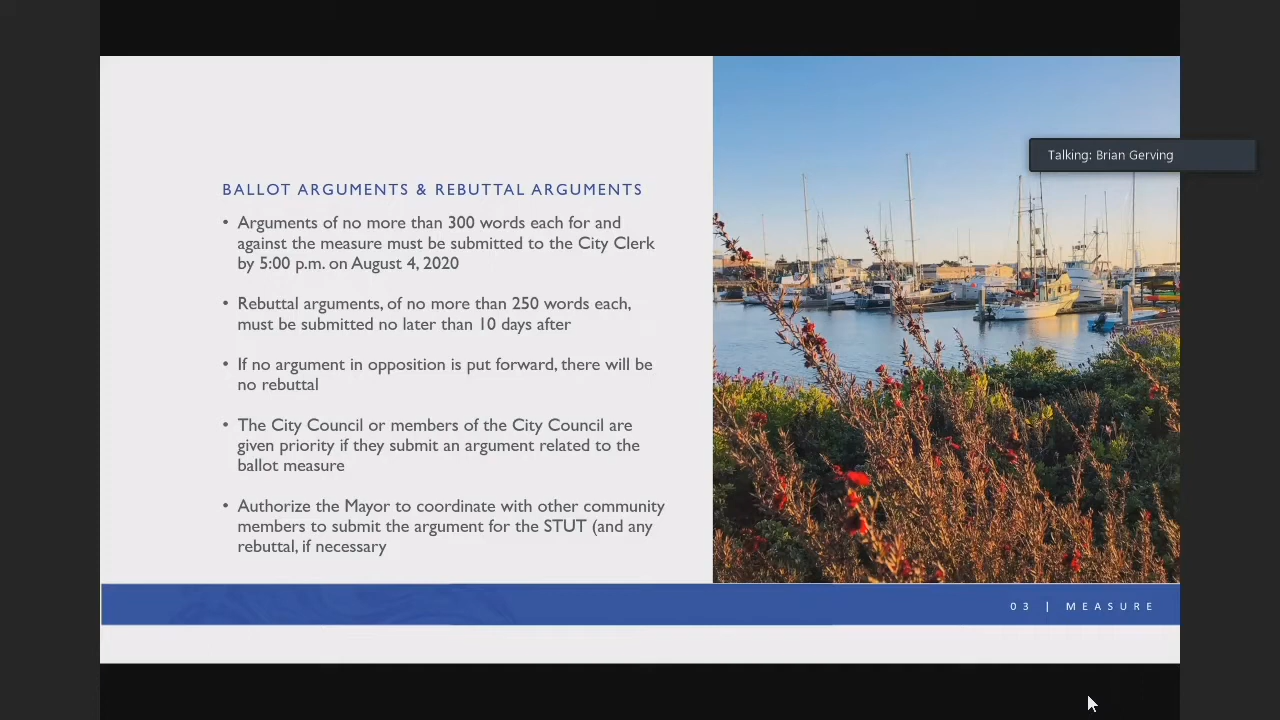 Talking: Brian Gerving
BALLOT ARGUMENTS & REBUTTAL ARGUMENTS
• Arguments of no more than 300 words each for and
against the measure must be submitted to the City Clerk
by 5:00 p.m. on August 4, 2020
• Rebuttal arguments, of no more than 250 words each,
must be submitted no later than 10 days after
• If no argument in opposition is put forward, there will be
no rebuttal
• The City Council or members of the City Council are
given priority if they submit an argument related to the
ballot measure
• Authorize the Mayor to coordinate with other community
members to submit the argument for the STUT (and any
rebuttal, if necessary
03 | MEASURE